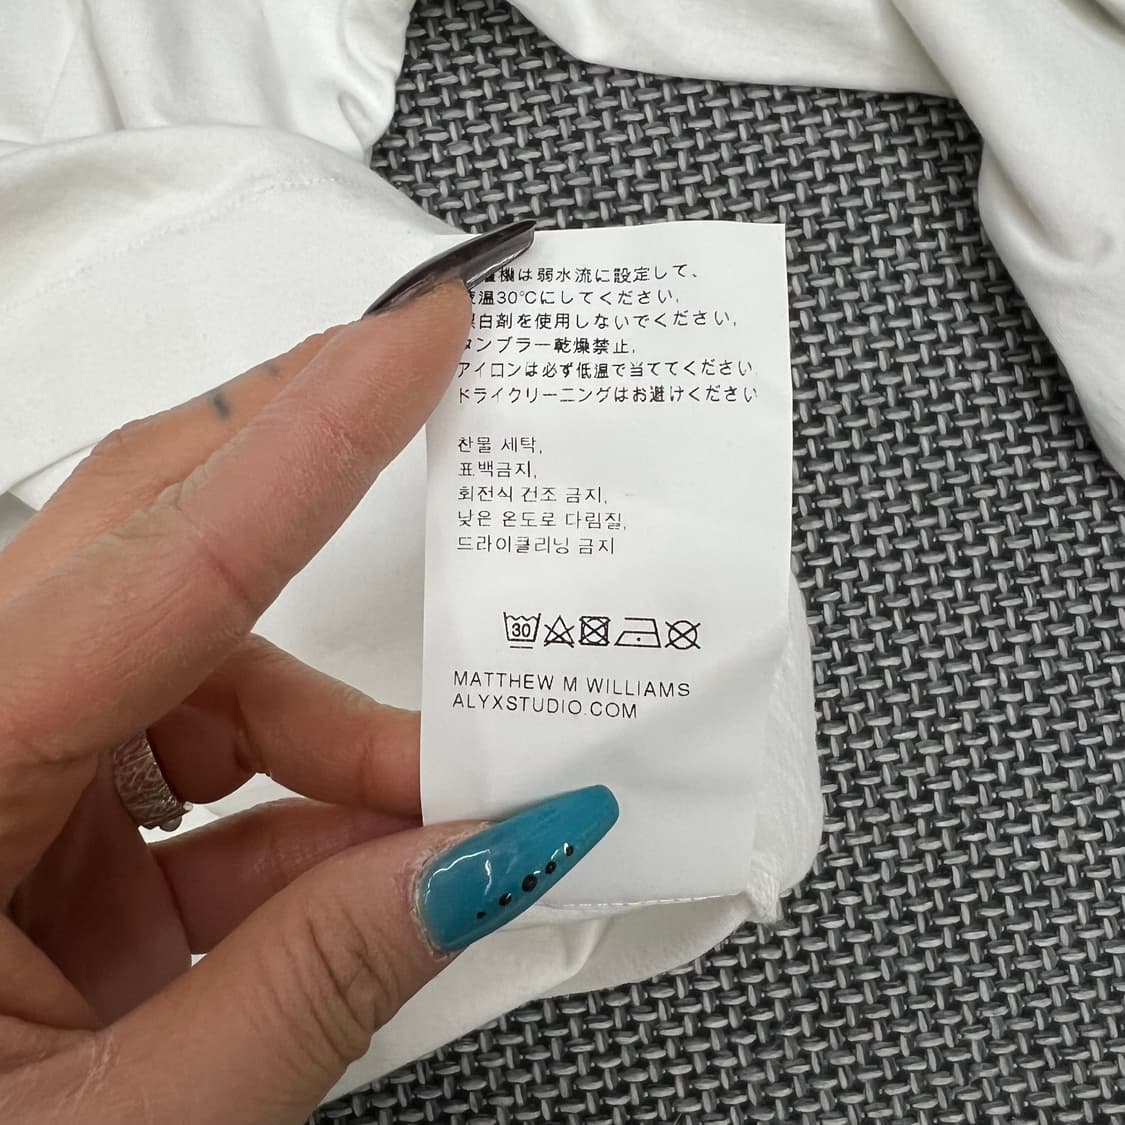 機は弱水流に設定して、
温30℃にしてください,
白剤を使用しないでください,
タンブラー乾燥禁止,
アイロンは必ず低温で当ててください
ドライクリーニングはお避けください
찬물 세탁,
표백금지,
회전식 건조 금지,
낮은 온도로 다림질,
드라이클리닝 금지
30
MATTHEW M WILLIAMS
ALYXSTUDIO.COM